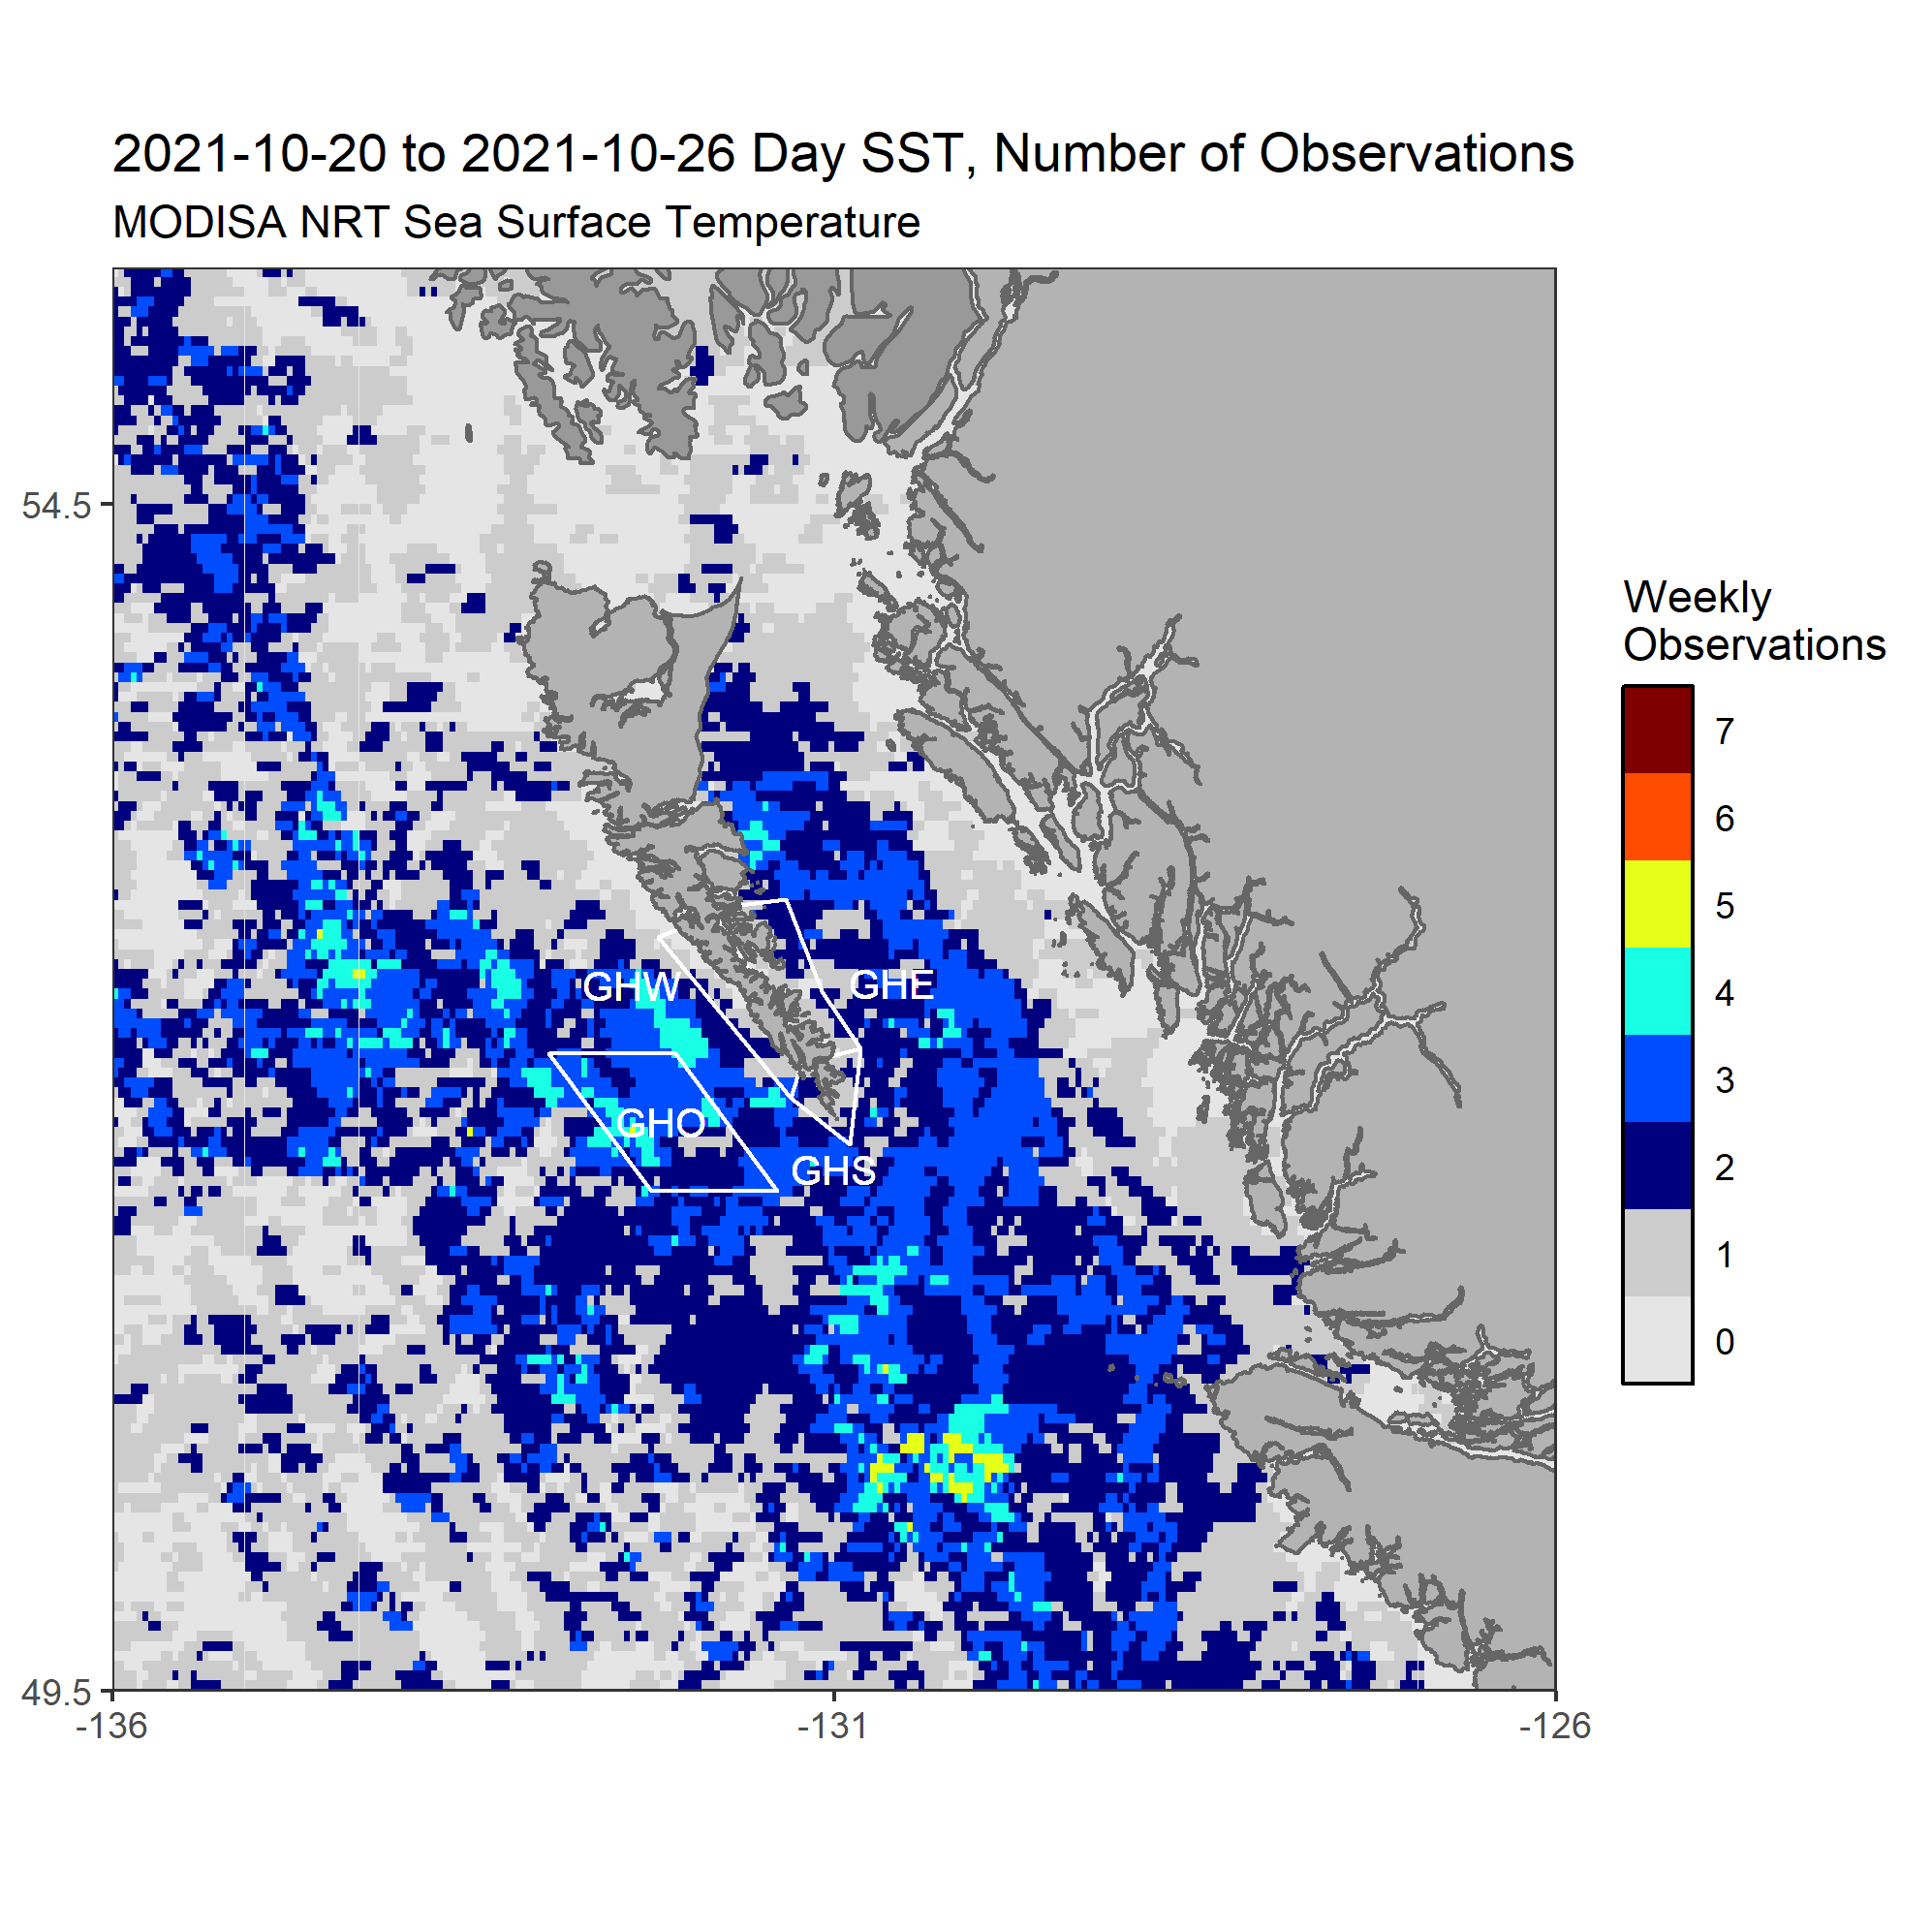 2021-10-20 to 2021-10-26 Day SST, Number of Observations
MODISA NRT Sea Surface Temperature
54.5
49.5
-136
-131
-126
GHW
GHE
GHO
GHS
Weekly
Observations
7
6
5
4
3
2
1
0